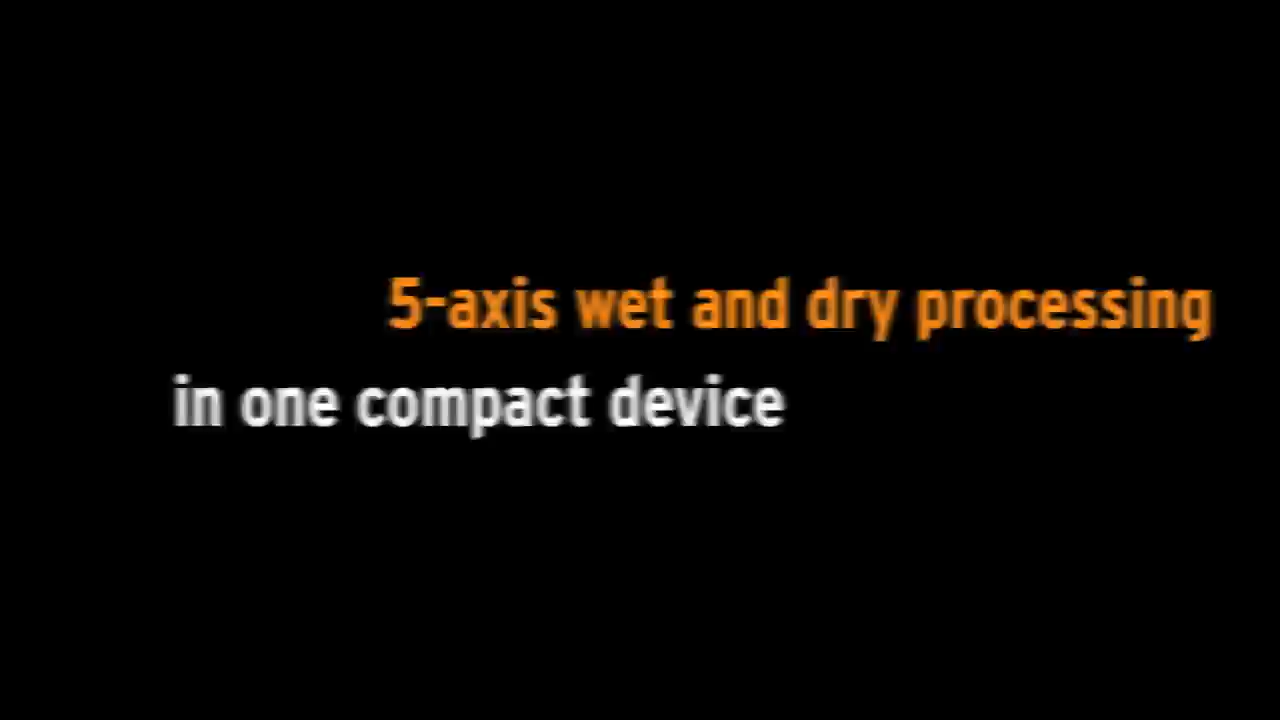 5-axis wet and dry processing
in one compact device